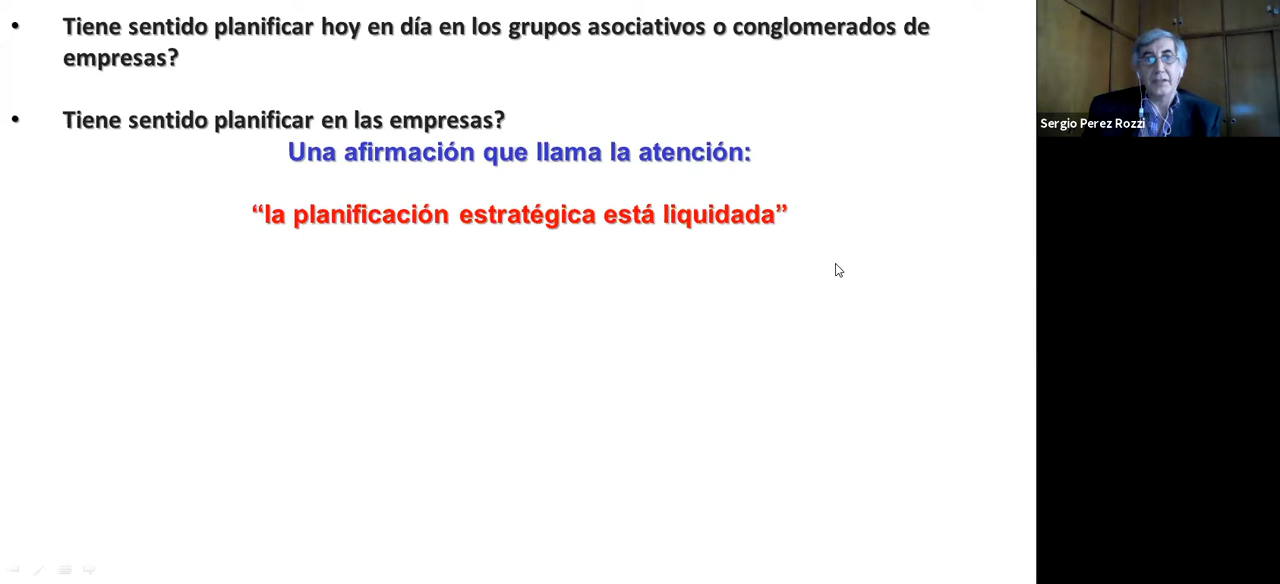 • Tiene sentido planificar hoy en día en los grupos asociativos o conglomerados de
empresas?
• Tiene sentido planificar en las empresas?
Una afirmación que llama la atención:
“la planificación estratégica está liquidada”
Sergio Perez Rozzi